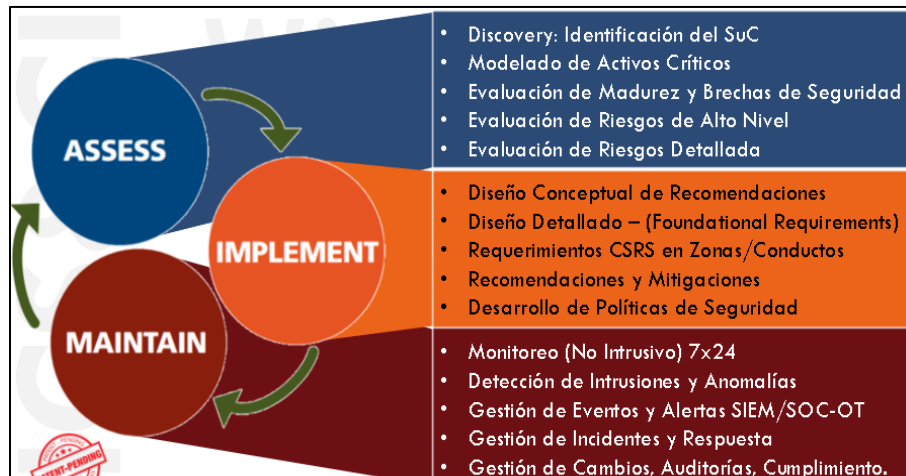 ASSESS
• Discovery: Identificación del SuC
• Modelado de Activos Críticos
• Evaluación de Madurez y Brechas de Seguridad
• Evaluación de Riesgos de Alto Nivel
• Evaluación de Riesgos Detallada
IMPLEMENT
• Diseño Conceptual de Recomendaciones
• Diseño Detallado – (Foundational Requirements)
• Requerimientos CSRS en Zonas/Conductos
• Recomendaciones y Mitigaciones
• Desarrollo de Políticas de Seguridad
MAINTAIN
• Monitoreo (No Intrusivo) 7x24
• Detección de Intrusiones y Anomalías
• Gestión de Eventos y Alertas SIEM/SOC-OT
• Gestión de Incidentes y Respuesta
• Gestión de Cambios, Auditorías, Cumplimiento.